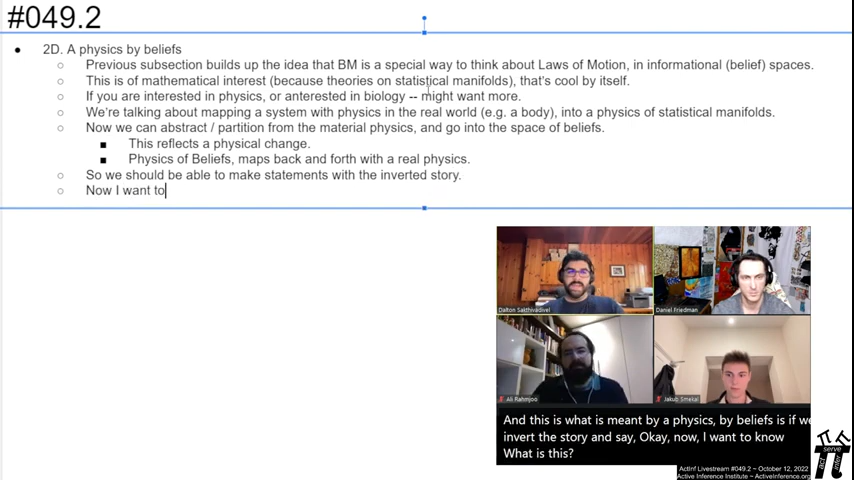 #049.2
● 2D. A physics by beliefs
○ Previous subsection builds up the idea that BM is a special way to think about Laws of Motion, in informational (belief) spaces.
○ This is of mathematical interest (because theories on statistical manifolds), that's cool by itself.
○ If you are interested in physics, or anterested in biology -- might want more.
○ We're talking about mapping a system with physics in the real world (e.g. a body), into a physics of statistical manifolds.
○ Now we can abstract / partition from the material physics, and go into the space of beliefs.
■ This reflects a physical change.
■ Physics of Beliefs, maps back and forth with a real physics.
○ So we should be able to make statements with the inverted story.
○ Now I want to
Dalton Sakthivadivel
Daniel Friedman
Ali Rahmjoo
Jakub Smekal
And this is what is meant by a physics, by beliefs is if we
invert the story and say, Okay, now, I want to know
What is this?
ActInf Livestream #049.2 ~ October 12, 2022
Active Inference Institute ~ ActiveInference.org
serve
act
infer